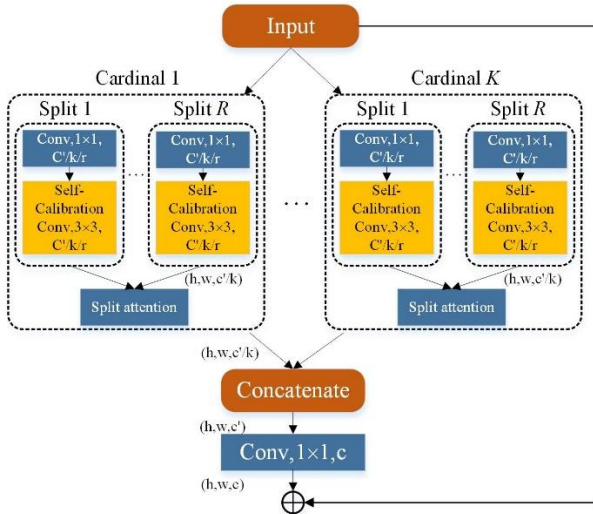 Input
Cardinal 1
Cardinal K
Split 1
Split R
Split 1
Split R
Conv,1×1,
C'/k/r
Conv,1×1,
C'/k/r
Conv,1×1,
C'/k/r
Conv,1×1,
C'/k/r
...
...
...
Self-
Calibration
Conv,3×3,
C'/k/r
Self-
Calibration
Conv,3×3,
C'/k/r
Self-
Calibration
Conv,3×3,
C'/k/r
Self-
Calibration
Conv,3×3,
C'/k/r
(h,w,c'/k)
(h,w,c'/k)
Split attention
Split attention
(h,w,c'/k)
Concatenate
(h,w,c')
Conv,1×1,c
(h,w,c)